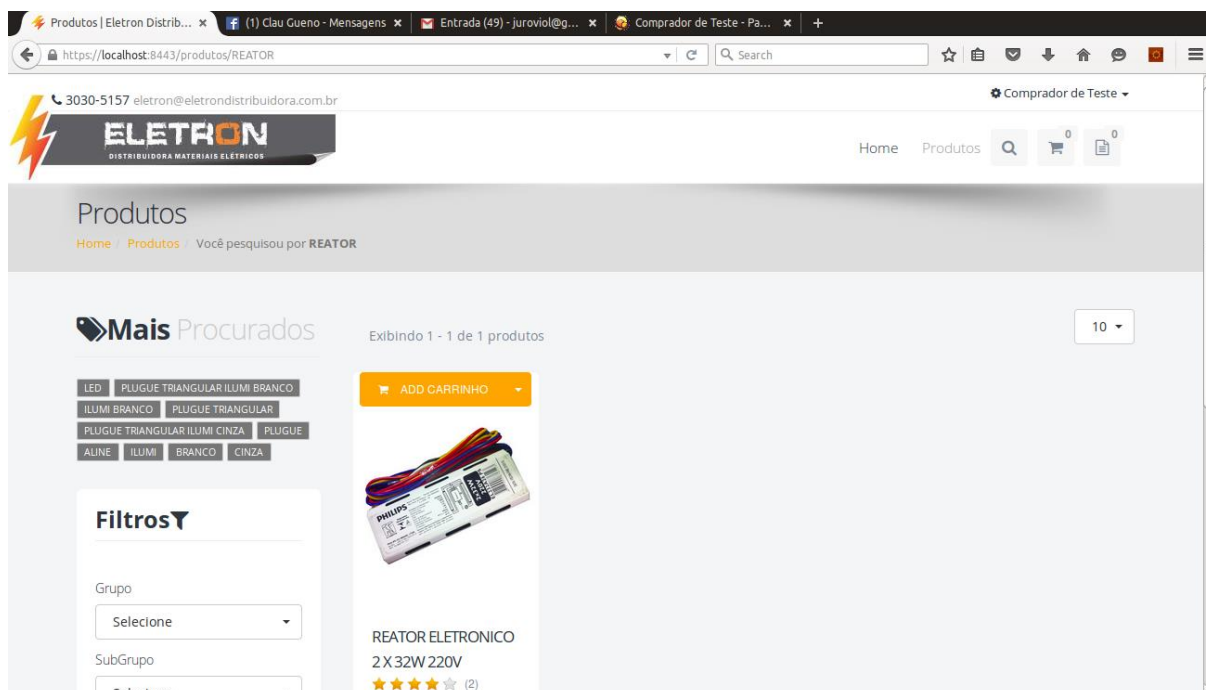 Produtos | Eletron Distrib... (1) Clau Gueno - Mensagens Entrada (49) - juroviol@g... Comprador de Teste - Pa...
https://localhost:8443/produtos/REATOR Search
3030-5157 eletron@eletrondistribuidora.com.br Comprador de Teste
ELETRON
DISTRIBUIDORA MATERIAIS ELÉTRICOS
Home Produtos 0 0
Produtos
Home / Produtos / Você pesquisou por REATOR
Mais Procurados
Exibindo 1 - 1 de 1 produtos
10
LED PLUGUE TRIANGULAR ILUMI BRANCO
ILUMI BRANCO PLUGUE TRIANGULAR
PLUGUE TRIANGULAR ILUMI CINZA PLUGUE
ALINE ILUMI BRANCO CINZA
ADD CARRINHO
PHILIPS
Filtros
Grupo
Selecione
SubGrupo
REATOR ELETRONICO
2 X 32W 220V
(2)